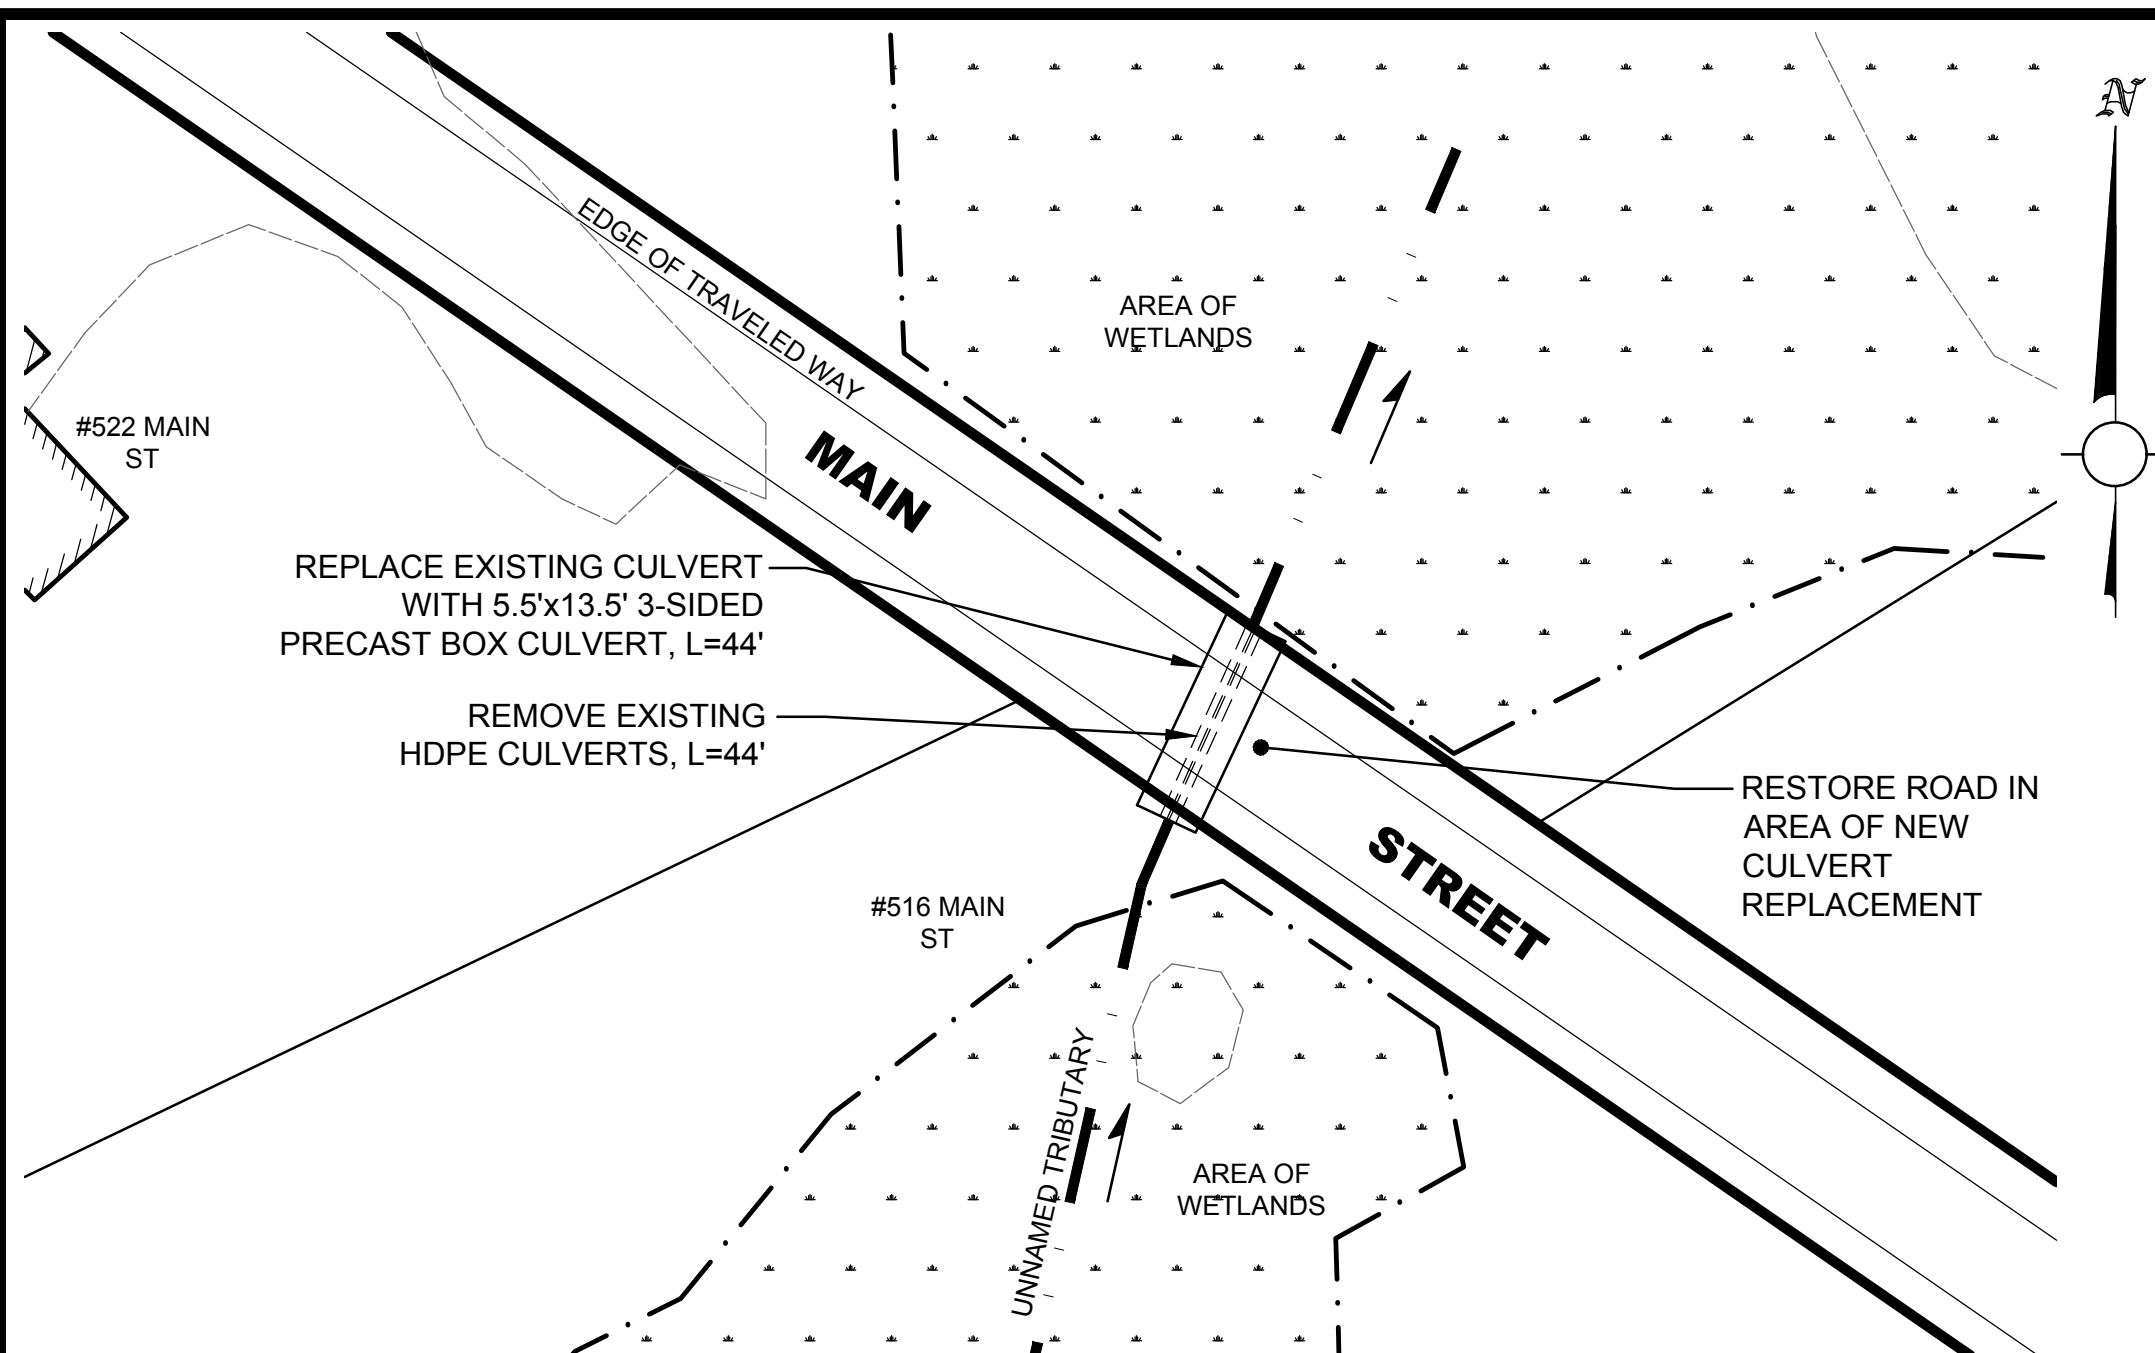 N
EDGE OF TRAVELED WAY
AREA OF
WETLANDS
#522 MAIN
ST
MAIN
REPLACE EXISTING CULVERT
WITH 5.5'x13.5' 3-SIDED
PRECAST BOX CULVERT, L=44'
REMOVE EXISTING
HDPE CULVERTS, L=44'
RESTORE ROAD IN
AREA OF NEW
CULVERT
REPLACEMENT
STREET
#516 MAIN
ST
UNNAMED TRIBUTARY
AREA OF
WETLANDS